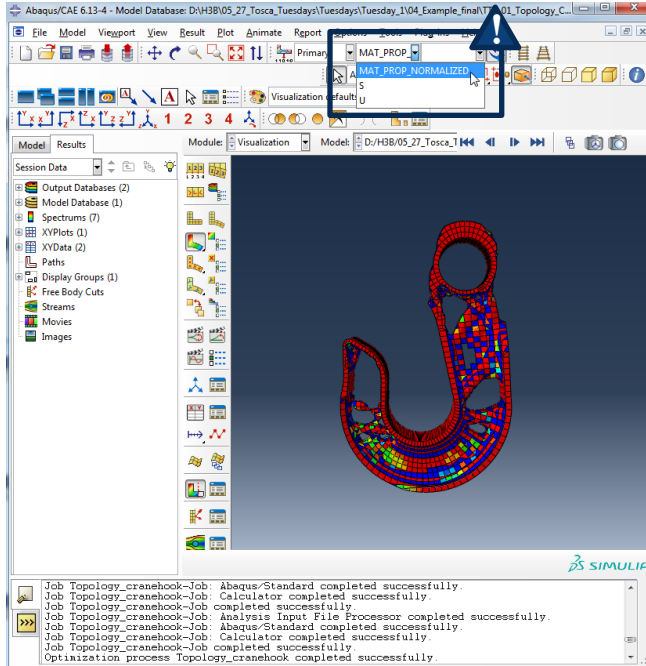 Abaqus/CAE 6.13-4 - Model Database: D:\H3B\05_27_Tosca_Tuesdays\Tuesdays\Tuesday_1\04_Example_final\
File Model Viewport View Result Plot Animate Report Options Tools Plug-ins
Primary MAT_PROP_
MAT_PROP_NORMALIZED
S
U
Visualization defaults
1 2 3 4
Model Results
Module: Visualization Model: D:/H3B/05_27_Tosca_T
Session Data
Output Databases (2)
Model Database (1)
Spectrums (7)
XYPlots (1)
XYData (2)
Paths
Display Groups (1)
Free Body Cuts
Streams
Movies
Images
SIMULIA
Job Topology_cranehook-Job: Abaqus/Standard completed successfully.
Job Topology_cranehook-Job: Calculator completed successfully.
Job Topology_cranehook-Job completed successfully.
Job Topology_cranehook-Job: Analysis Input File Processor completed successfully.
Job Topology_cranehook-Job: Abaqus/Standard completed successfully.
Job Topology_cranehook-Job: Calculator completed successfully.
Job Topology_cranehook-Job completed successfully.
Optimization process Topology_cranehook completed successfully.